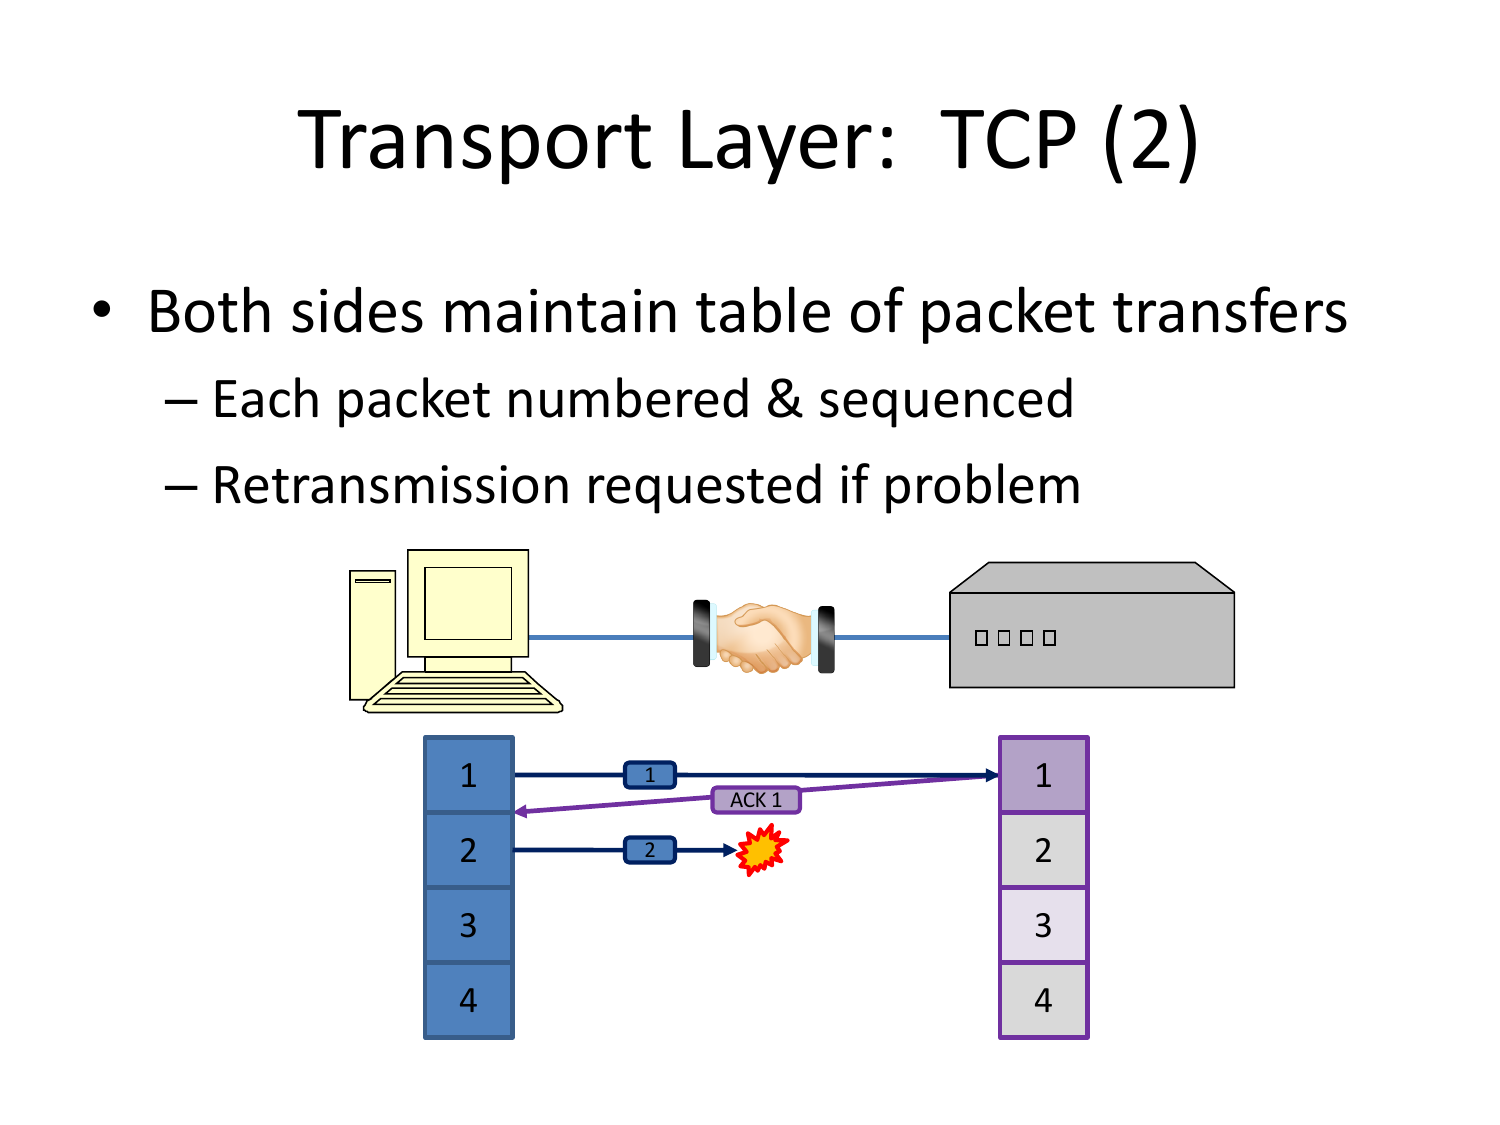 Transport Layer: TCP (2)
• Both sides maintain table of packet transfers
– Each packet numbered & sequenced
– Retransmission requested if problem
1 1 1
ACK 1
2 2 2
3 3
4 4